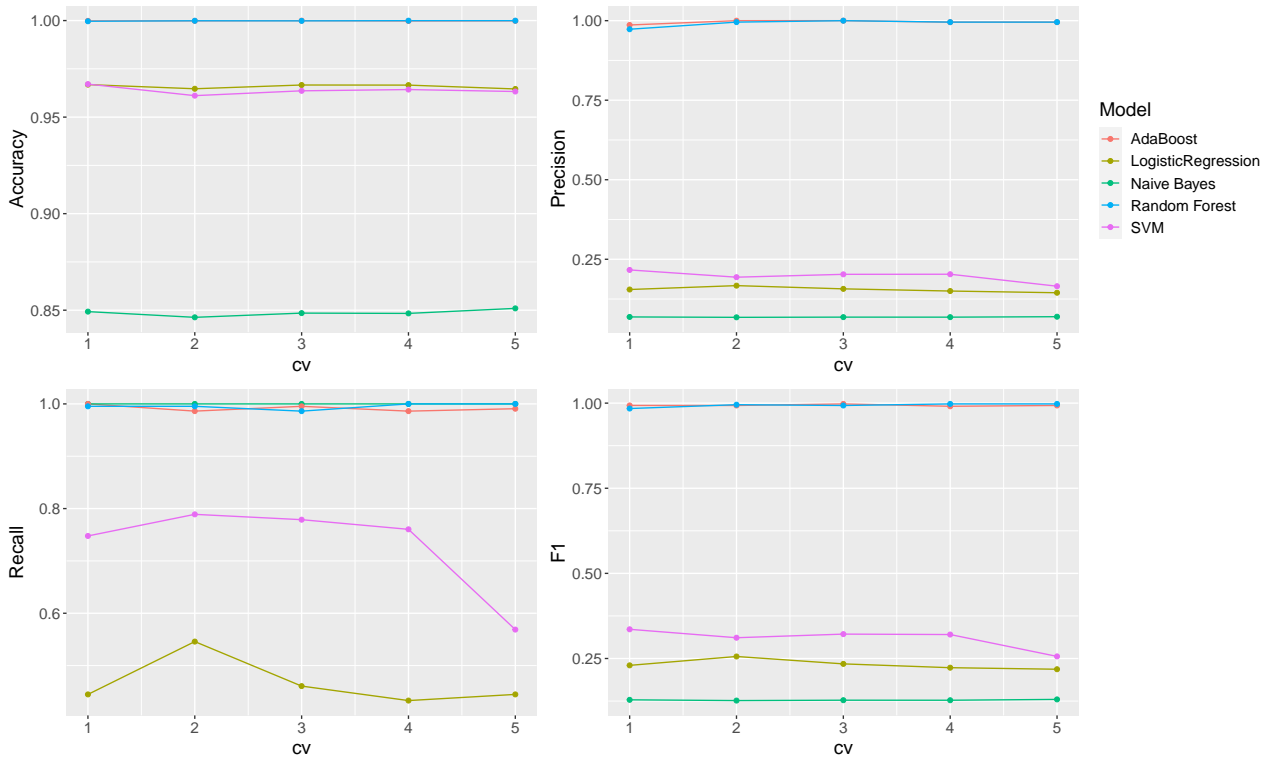 Accuracy
1.00
0.95
0.90
0.85
1 2 3 4 5
cv
Precision
1.00
0.75
0.50
0.25
1 2 3 4 5
cv
Model
AdaBoost
LogisticRegression
Naive Bayes
Random Forest
SVM
Recall
1.0
0.8
0.6
1 2 3 4 5
cv
F1
1.00
0.75
0.50
0.25
1 2 3 4 5
cv